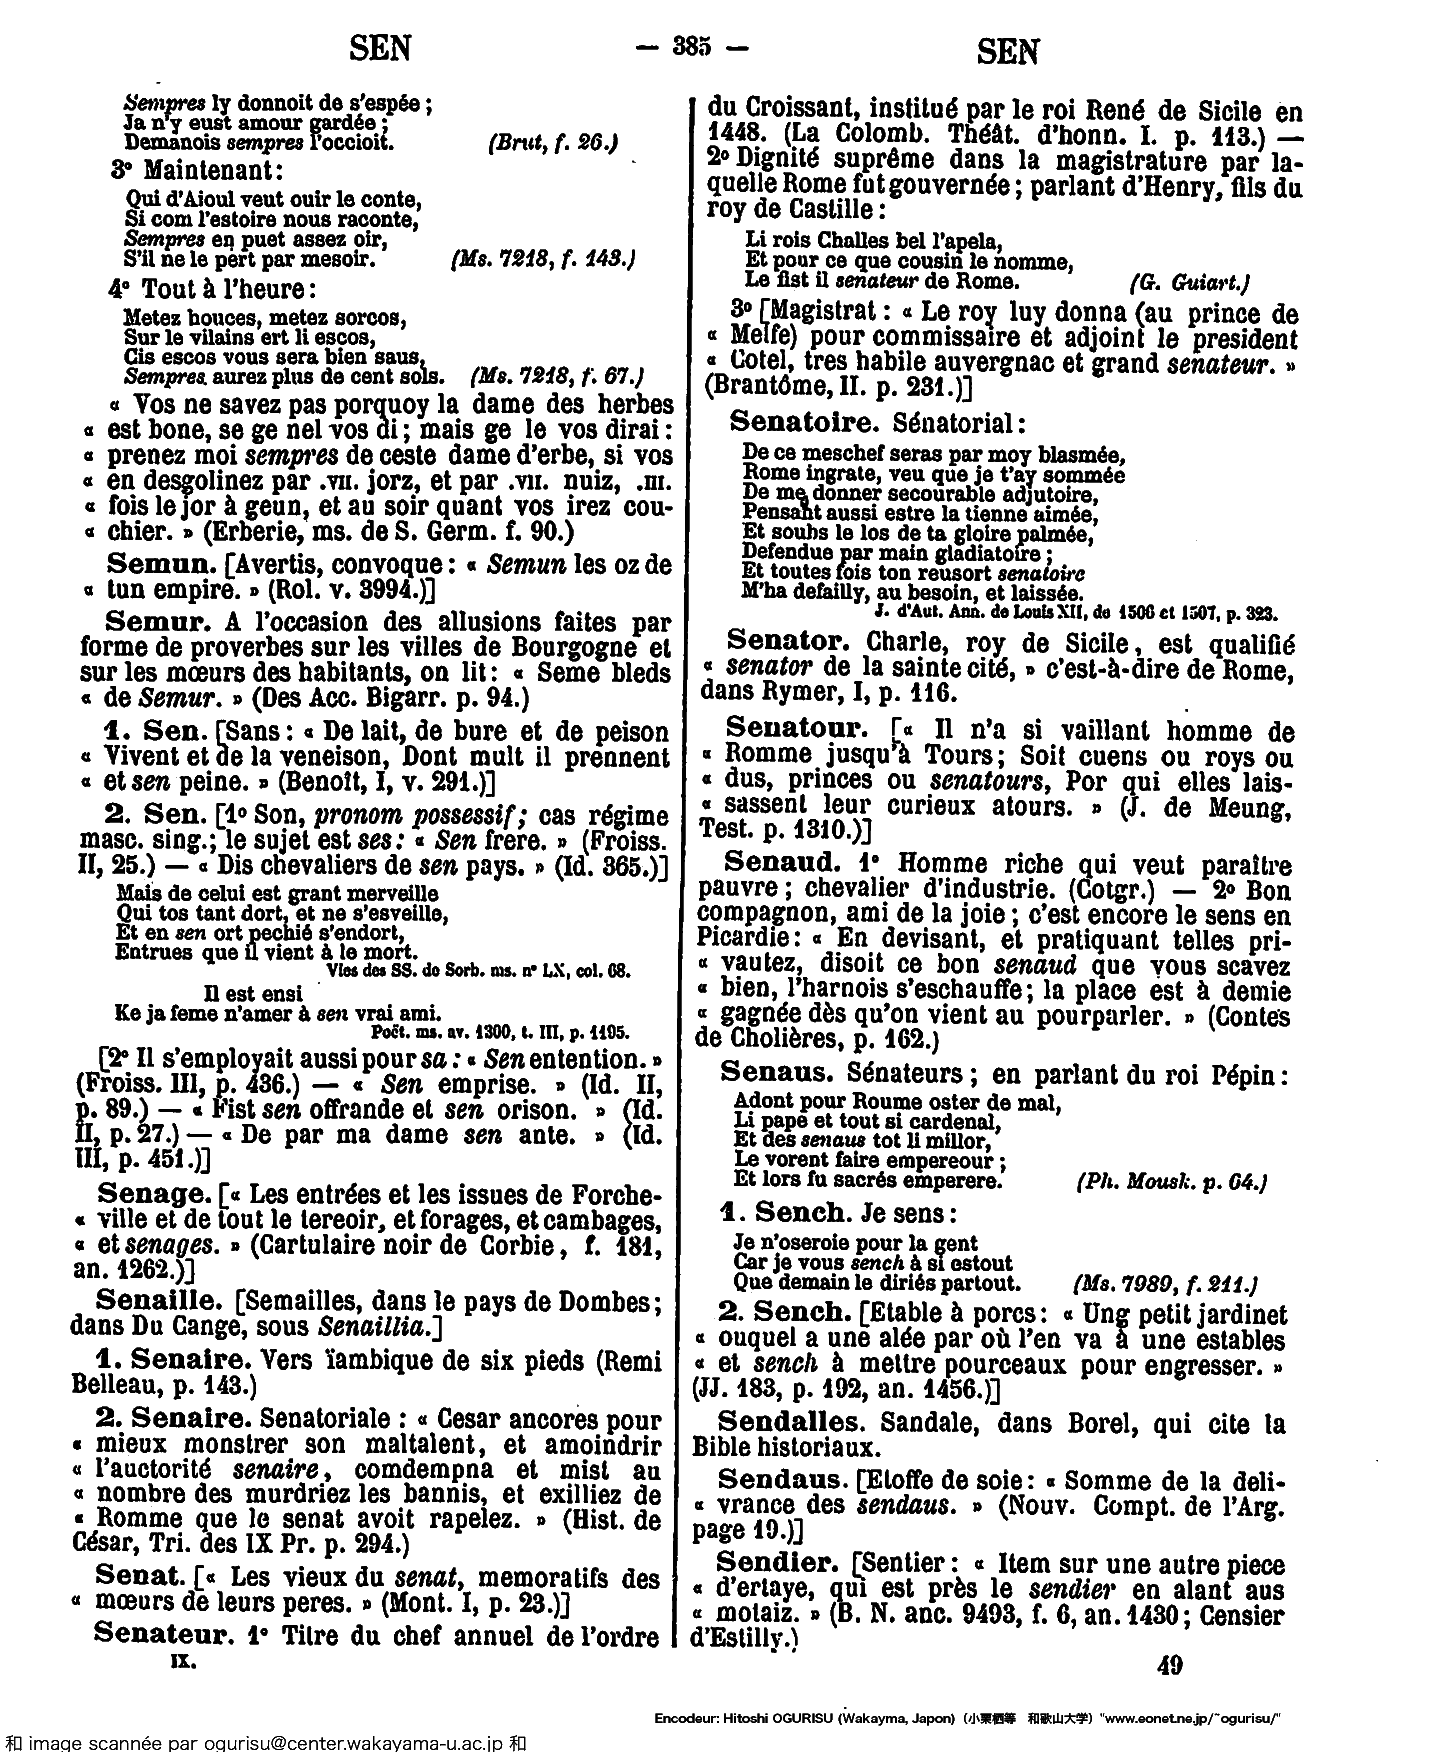 SEN — 385 — SEN
Sempres ly donnoit de s'espée ;
Ja n'y eust amour gardée ;
Demanois sempres l'occioit. (Brut, f. 26.)
3° Maintenant :
Qui d'Aioul veut ouir le conte,
Si com l'estoire nous raconte,
Sempres en puet assez oir,
S'il ne le pert par mesoir. (Ms. 7218, f. 143.)
4° Tout à l'heure :
Metez houces, metez sorcos,
Sur le vilains ert li escos,
Cis escos vous sera bien saus,
Sempres aurez plus de cent sols. (Ms. 7218, f. 67.)
« Vos ne savez pas porquoy la dame des herbes
« est bone, se ge nel vos di ; mais ge le vos dirai :
« prenez moi sempres de ceste dame d'erbe, si vos
« en desgolinez par .VII. jorz, et par .VII. nuiz, .III.
« fois le jor à geun, et au soir quant vos irez cou-
« chier. » (Erberie, ms. de S. Germ. f. 90.)
Semun. [Avertis, convoque : « Semun les oz de
« tun empire. » (Rol. v. 3994.)]
Semur. A l'occasion des allusions faites par
forme de proverbes sur les villes de Bourgogne et
sur les mœurs des habitants, on lit : « Seme bleds
« de Semur. » (Des Acc. Bigarr. p. 94.)
1. Sen. [Sans : « De lait, de bure et de peison
« Vivent et de la veneison, Dont mult il prennent
« et sen peine. » (Benoît, I, v. 291.)]
2. Sen. [1° Son, pronom possessif ; cas régime
masc. sing.; le sujet est ses : « Sen frere. » (Froiss.
II, 25.) — « Dis chevaliers de sen pays. » (Id. 365.)]
Mais de celui est grant merveille
Qui tos tant dort, et ne s'esveille,
Et en sen ort pechié s'endort,
Entrues que il vient à le mort.
Vies des SS. de Sorb. ms. n° LX, col. 68.
Il est ensi
Ke ja feme n'amer à sen vrai ami.
Poët. ms. av. 1300, t. III, p. 1195.
[2° Il s'employait aussi pour sa : « Sen entention. »
(Froiss. III, p. 436.) — « Sen emprise. » (Id. II,
p. 89.) — « Fist sen offrande et sen orison. » (Id.
II, p. 27.) — « De par ma dame sen ante. » (Id.
III, p. 451.)]
Senage. [« Les entrées et les issues de Forche-
« ville et de tout le tereoir, et forages, et cambages,
« et senages. » (Cartulaire noir de Corbie, f. 181,
an. 1262.)]
Senaille. [Semailles, dans le pays de Dombes ;
dans Du Cange, sous Senaillia.]
1. Senaire. Vers ïambique de six pieds (Remi
Belleau, p. 143.)
2. Senaire. Senatoriale : « Cesar ancores pour
« mieux monstrer son maltalent, et amoindrir
« l'auctorité senaire, comdempna et mist au
« nombre des murdriez les bannis, et exilliez de
« Romme que le senat avoit rapelez. » (Hist. de
César, Tri. des IX Pr. p. 294.)
Senat. [« Les vieux du senat, memoratifs des
« mœurs de leurs peres. » (Mont. I, p. 23.)]
Senateur. 1° Titre du chef annuel de l'ordre
IX.
du Croissant, institué par le roi René de Sicile en
1448. (La Colomb. Théât. d'honn. I. p. 113.) —
2° Dignité suprême dans la magistrature par la-
quelle Rome fut gouvernée ; parlant d'Henry, fils du
roy de Castille :
Li rois Challes bel l'apela,
Et pour ce que cousin le nomme,
Le fist il senateur de Rome. (G. Guiart.)
3° [Magistrat : « Le roy luy donna (au prince de
« Melfe) pour commissaire et adjoint le president
« Cotel, tres habile auvergnac et grand senateur. »
(Brantôme, II. p. 231.)]
Senatoire. Sénatorial :
De ce meschef seras par moy blasmée,
Rome ingrate, veu que je t'ay sommée
De me donner secourable adjutoire,
Pensant aussi estre la tienne aimée,
Et soubs le los de ta gloire palmée,
Defendue par main gladiatoire ;
Et toutes fois ton reusort senatoire
M'ha defailly, au besoin, et laissée.
J. d'Aut. Ann. de Louis XII, de 1506 et 1507, p. 323.
Senator. Charle, roy de Sicile, est qualifié
« senator de la sainte cité, » c'est-à-dire de Rome,
dans Rymer, I, p. 116.
Senatour. [« Il n'a si vaillant homme de
« Romme jusqu'à Tours ; Soit cuens ou roys ou
« dus, princes ou senatours, Por qui elles lais-
« sassent leur curieux atours. » (J. de Meung,
Test. p. 1310.)]
Senaud. 1° Homme riche qui veut paraître
pauvre ; chevalier d'industrie. (Cotgr.) — 2° Bon
compagnon, ami de la joie ; c'est encore le sens en
Picardie : « En devisant, et pratiquant telles pri-
« vautez, disoit ce bon senaud que vous scavez
« bien, l'harnois s'eschauffe ; la place est à demie
« gagnée dès qu'on vient au pourparler. » (Contes
de Cholières, p. 162.)
Senaus. Sénateurs ; en parlant du roi Pépin :
Adont pour Roume oster de mal,
Li pape et tout si cardenal,
Et des senaus tot li millor,
Le vorent faire empereour ;
Et lors fu sacrés emperere. (Ph. Mousk. p. 64.)
1. Sench. Je sens :
Je n'oseroie pour la gent
Car je vous sench à si estout
Que demain le diriés partout. (Ms. 7989, f. 211.)
2. Sench. [Etable à porcs : « Ung petit jardinet
« ouquel a une alée par où l'en va à une estables
« et sench à mettre pourceaux pour engresser. »
(JJ. 183, p. 192, an. 1456.)]
Sendalles. Sandale, dans Borel, qui cite la
Bible historiaux.
Sendaus. [Etoffe de soie : « Somme de la deli-
« vrance des sendaus. » (Nouv. Compt. de l'Arg.
page 19.)]
Sendier. [Sentier : « Item sur une autre piece
« d'ertaye, qui est près le sendier en alant aus
« motaiz. » (B. N. anc. 9493, f. 6, an. 1430 ; Censier
d'Estilly.)
49
Encodeur: Hitoshi OGURISU (Wakayma, Japon) (小栗栖等 和歌山大学) "www.eonet.ne.jp/~ogurisu/"
和 image scannée par ogurisu@center.wakayama-u.ac.jp 和